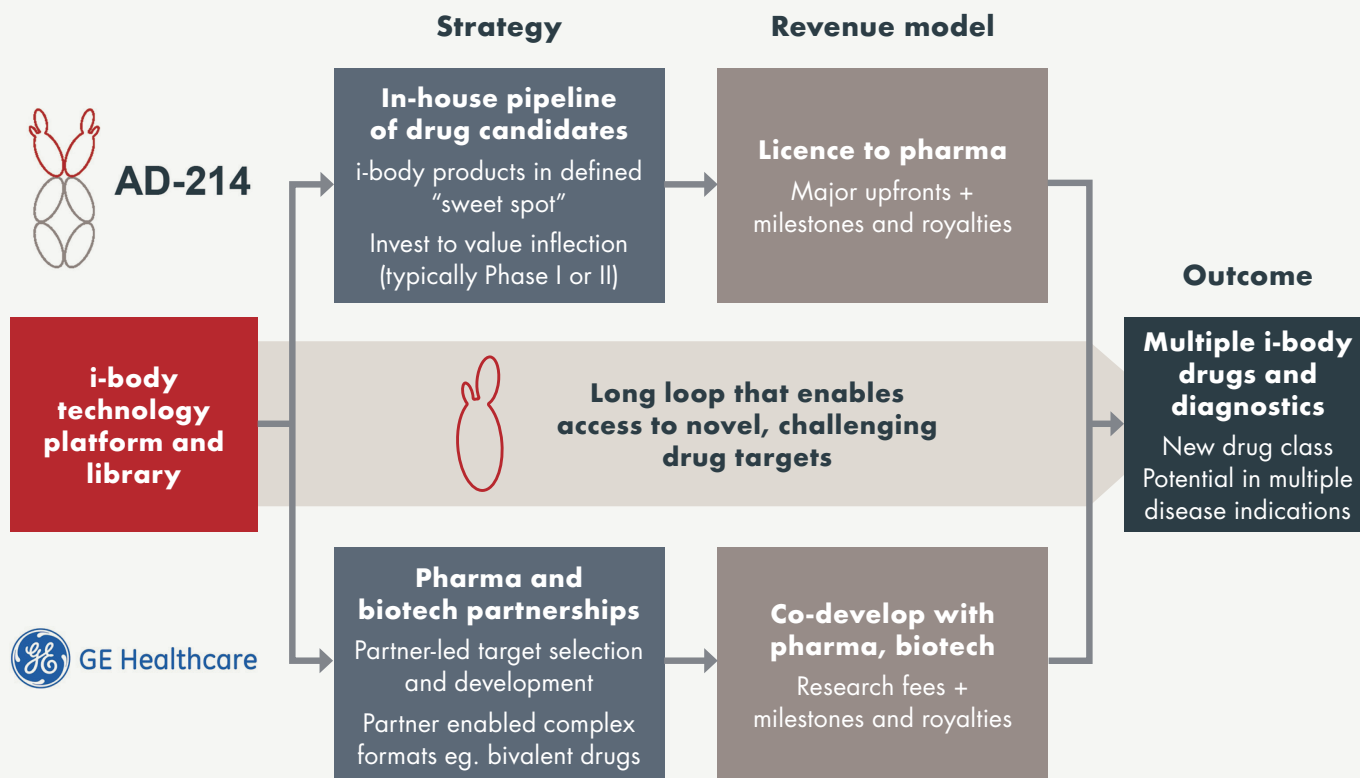 Strategy
Revenue model
AD-214
In-house pipeline
of drug candidates
i-body products in defined
“sweet spot”
Invest to value inflection
(typically Phase I or II)
Licence to pharma
Major upfronts +
milestones and royalties
Outcome
i-body
technology
platform and
library
Long loop that enables
access to novel, challenging
drug targets
Multiple i-body
drugs and
diagnostics
New drug class
Potential in multiple
disease indications
GE Healthcare
Pharma and
biotech partnerships
Partner-led target selection
and development
Partner enabled complex
formats eg. bivalent drugs
Co-develop with
pharma, biotech
Research fees +
milestones and royalties